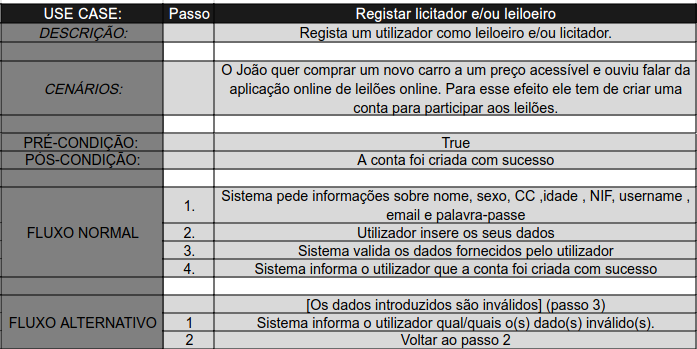 USE CASE: Passo Registar licitador e/ou leiloeiro
DESCRIÇÃO: Regista um utilizador como leiloeiro e/ou licitador.
O João quer comprar um novo carro a um preço acessível e ouviu falar da
CENÁRIOS: aplicação online de leilões online. Para esse efeito ele tem de criar uma
conta para participar aos leilões.
PRÉ-CONDIÇÃO: True
PÓS-CONDIÇÃO: A conta foi criada com sucesso
FLUXO NORMAL
1. Sistema pede informações sobre nome, sexo, CC ,idade , NIF, username ,
email e palavra-passe
2. Utilizador insere os seus dados
3. Sistema valida os dados fornecidos pelo utilizador
4. Sistema informa o utilizador que a conta foi criada com sucesso
FLUXO ALTERNATIVO
[Os dados introduzidos são inválidos] (passo 3)
1 Sistema informa o utilizador qual/quais o(s) dado(s) inválido(s).
2 Voltar ao passo 2